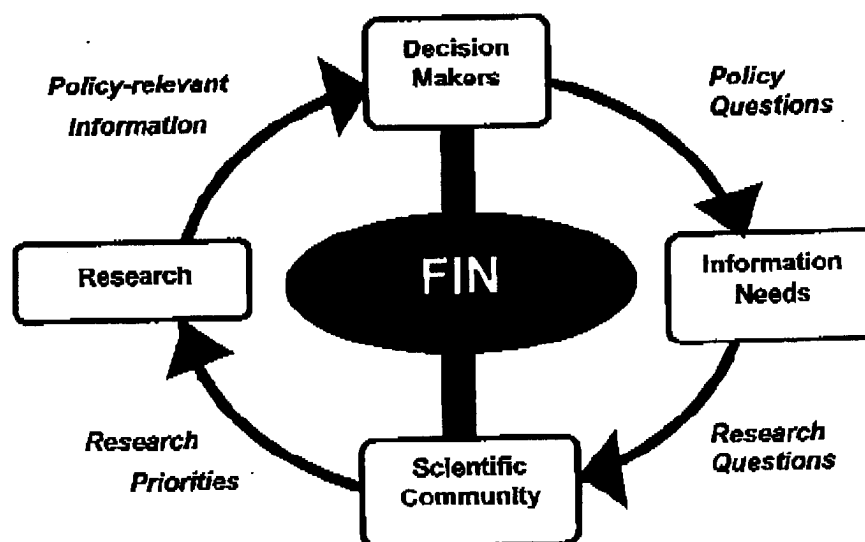 Decision
Makers
Policy-relevant
Information
Policy
Questions
Research
FIN
Information
Needs
Research
Priorities
Scientific
Community
Research
Questions